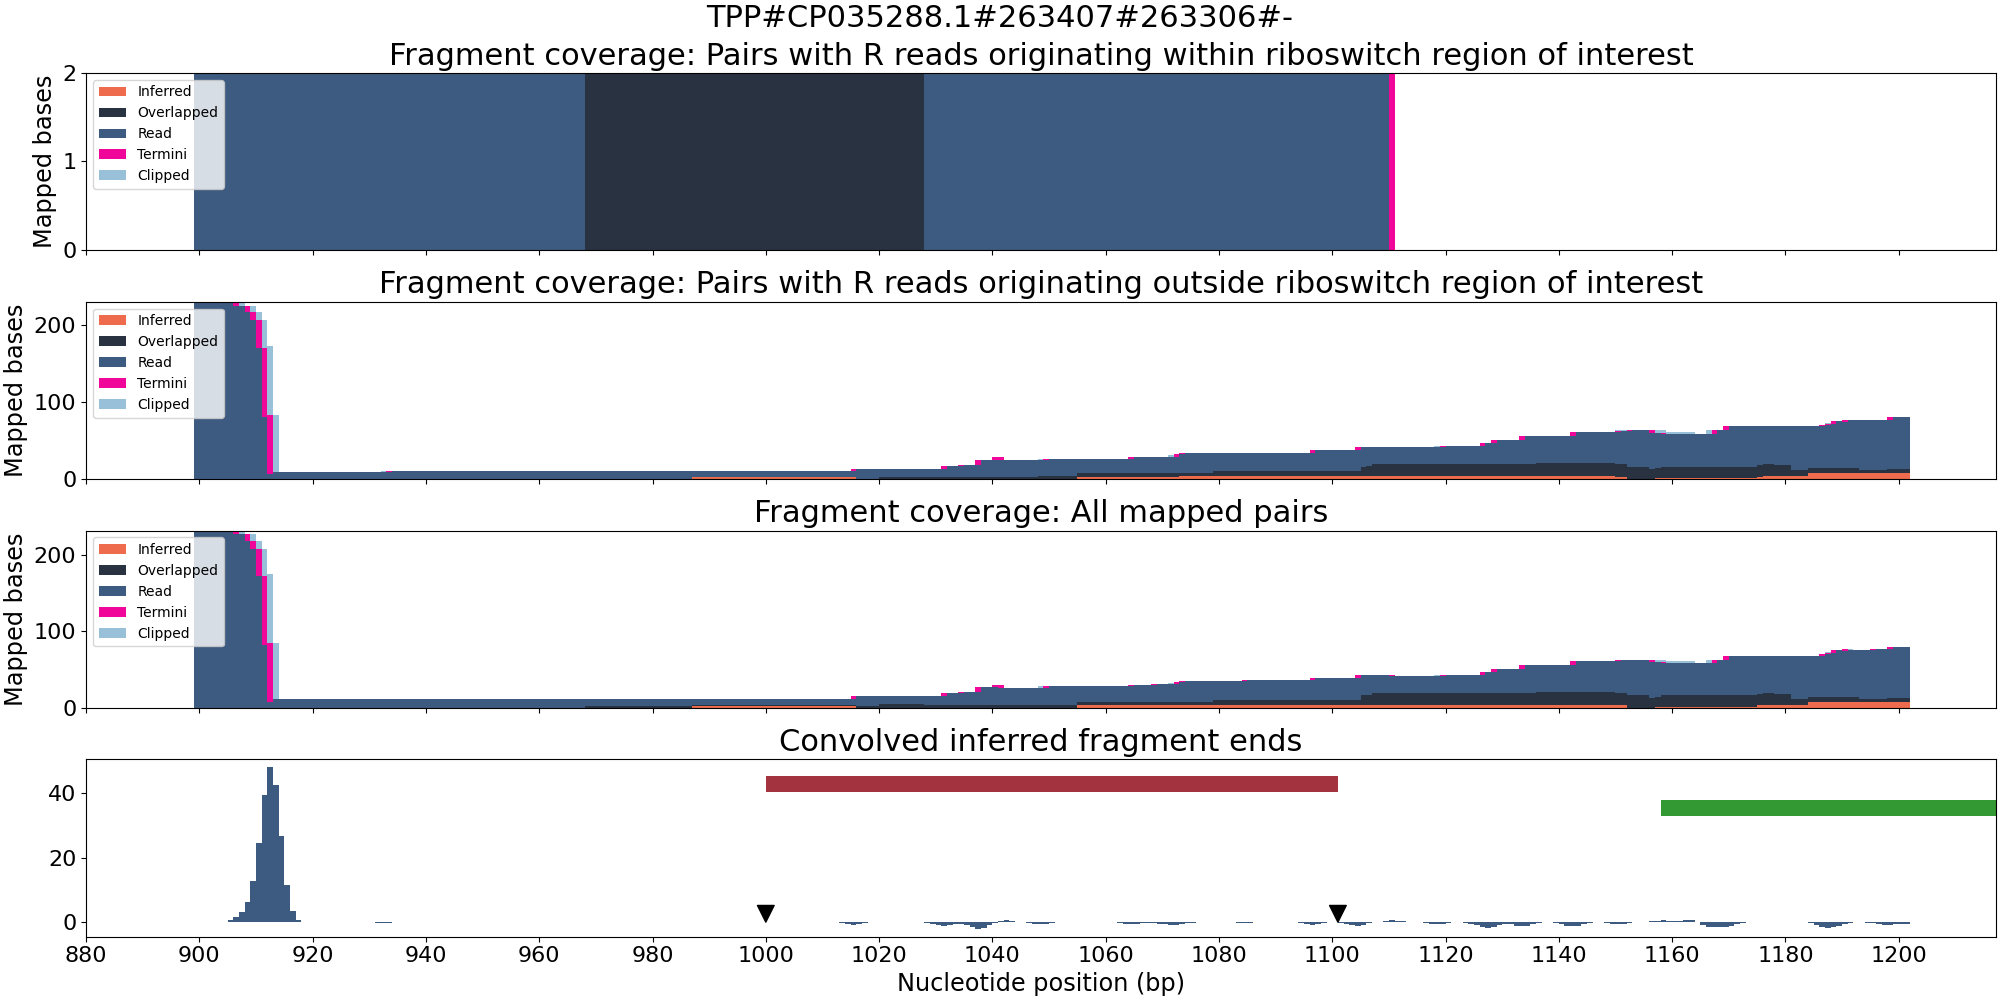 TPP#CP035288.1#263407#263306#-
Fragment coverage: Pairs with R reads originating within riboswitch region of interest
Mapped bases
2
1
0
Inferred
Overlapped
Read
Termini
Clipped
Fragment coverage: Pairs with R reads originating outside riboswitch region of interest
Mapped bases
200
100
0
Inferred
Overlapped
Read
Termini
Clipped
Fragment coverage: All mapped pairs
Mapped bases
200
100
0
Inferred
Overlapped
Read
Termini
Clipped
Convolved inferred fragment ends
40
20
0
880 900 920 940 960 980 1000 1020 1040 1060 1080 1100 1120 1140 1160 1180 1200
Nucleotide position (bp)